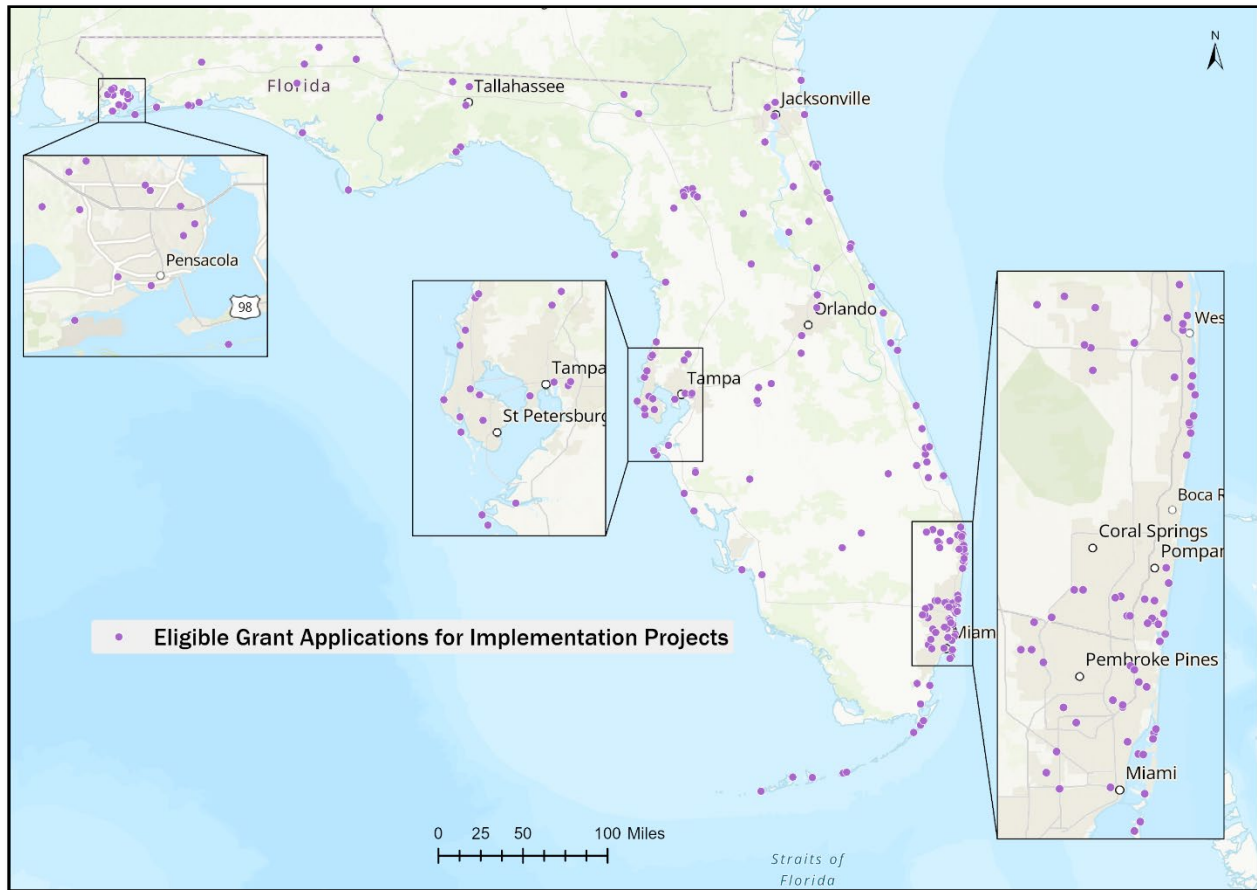 N
Florida
Tallahassee
Jacksonville
Pensacola
98
Orlando
Tampa
St Petersburg
Tampa
Wes
Boca R
Coral Springs
Pompar
Pembroke Pines
Miami
Miam
Eligible Grant Applications for Implementation Projects
0 25 50 100 Miles
Straits of
Florida